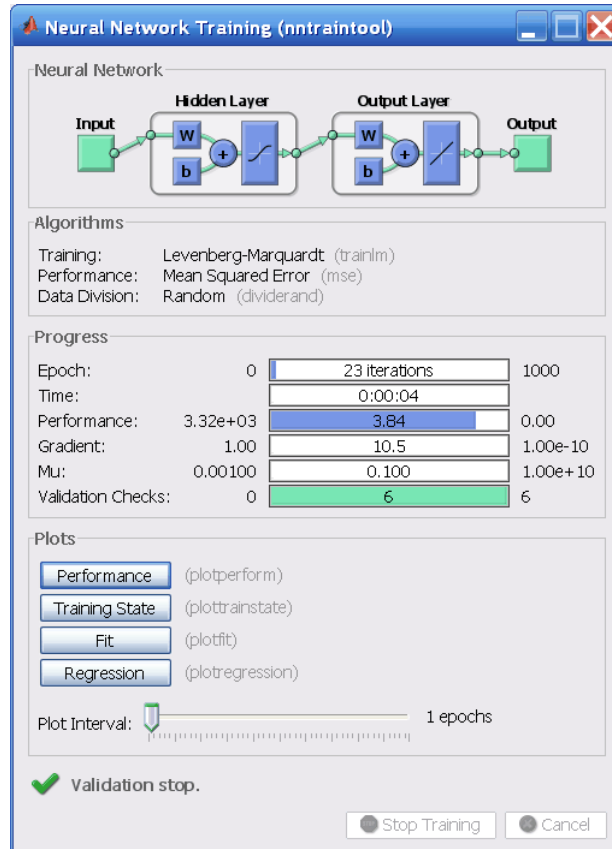 Neural Network Training (nntraintool)
Neural Network
Hidden Layer Output Layer
Input Output
W W
+ +
b b
Algorithms
Training: Levenberg-Marquardt (trainlm)
Performance: Mean Squared Error (mse)
Data Division: Random (dividerand)
Progress
Epoch: 0 23 iterations 1000
Time: 0:00:04
Performance: 3.32e+03 3.84 0.00
Gradient: 1.00 10.5 1.00e-10
Mu: 0.00100 0.100 1.00e+10
Validation Checks: 0 6 6
Plots
Performance (plotperform)
Training State (plottrainstate)
Fit (plotfit)
Regression (plotregression)
Plot Interval: 1 epochs
Validation stop.
Stop Training Cancel